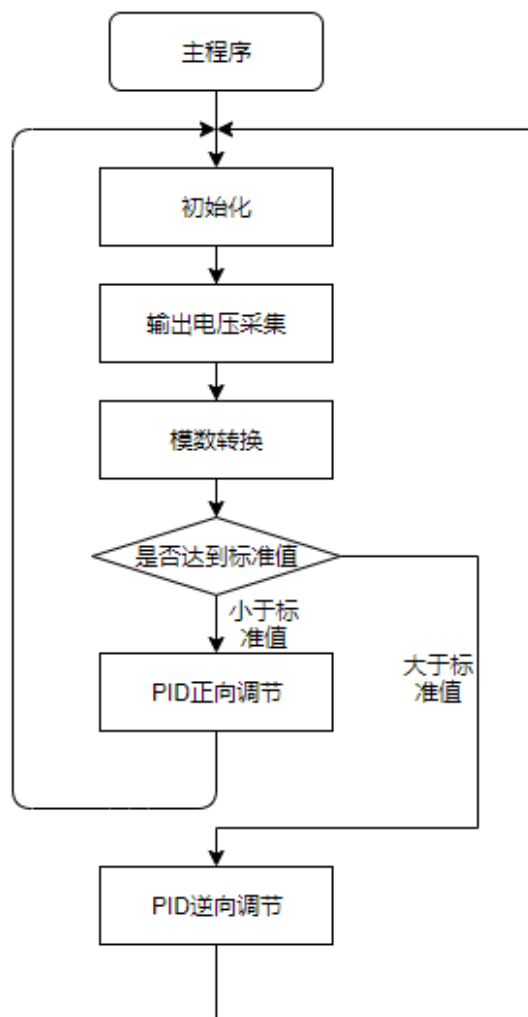 主程序
初始化
输出电压采集
模数转换
是否达到标准值
小于标
准值
大于标
准值
PID正向调节
PID逆向调节